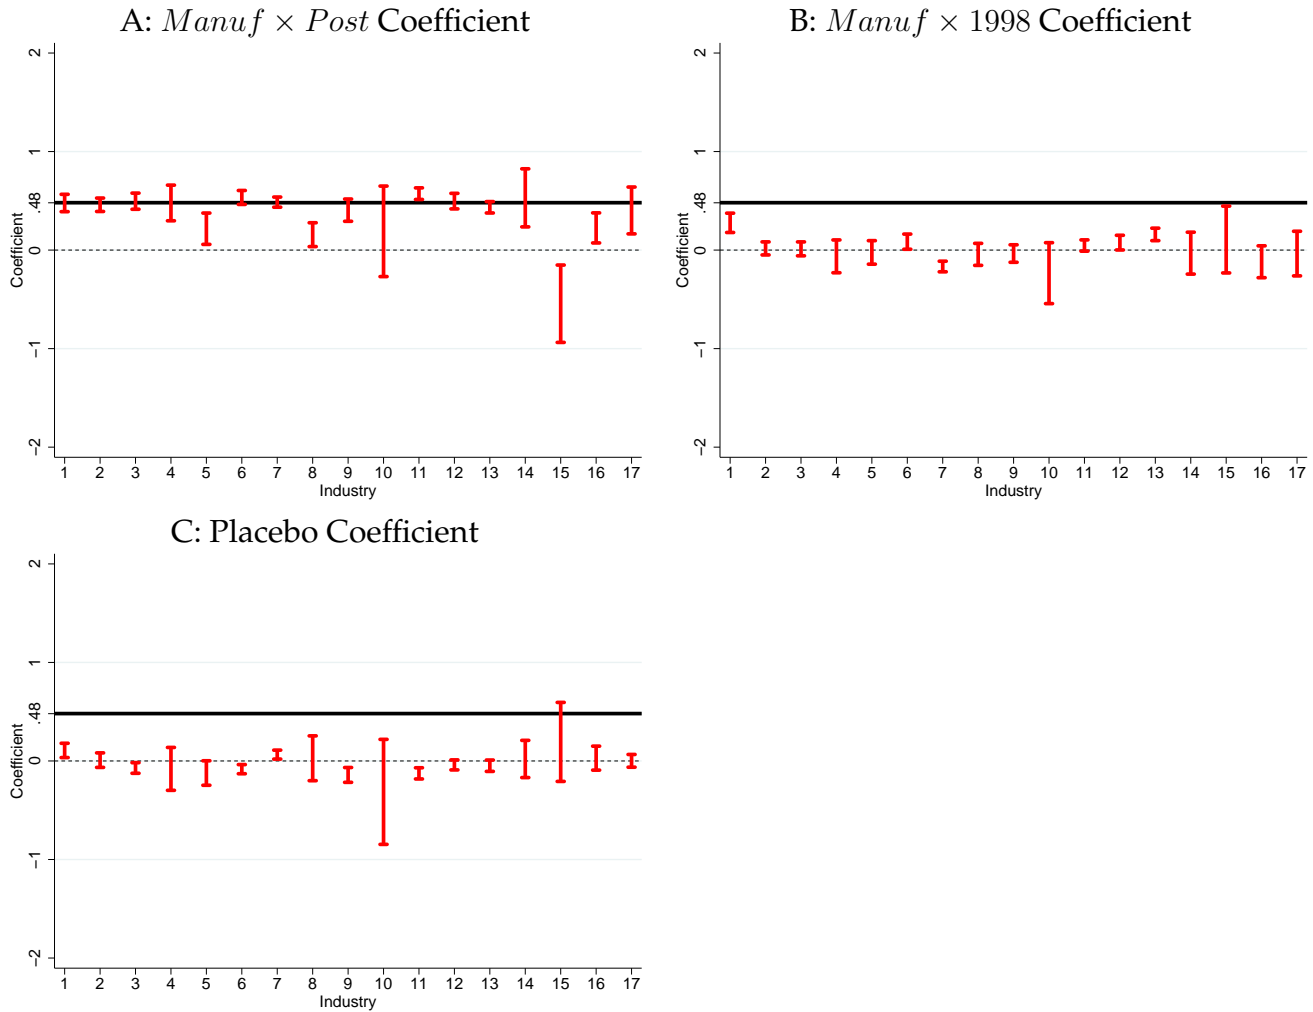 A: Manuf × Post Coefficient
2
1
.48
0
−1
−2
Coefficient
1 2 3 4 5 6 7 8 9 10 11 12 13 14 15 16 17
Industry
B: Manuf × 1998 Coefficient
2
1
.48
0
−1
−2
Coefficient
1 2 3 4 5 6 7 8 9 10 11 12 13 14 15 16 17
Industry
C: Placebo Coefficient
2
1
.48
0
−1
−2
Coefficient
1 2 3 4 5 6 7 8 9 10 11 12 13 14 15 16 17
Industry